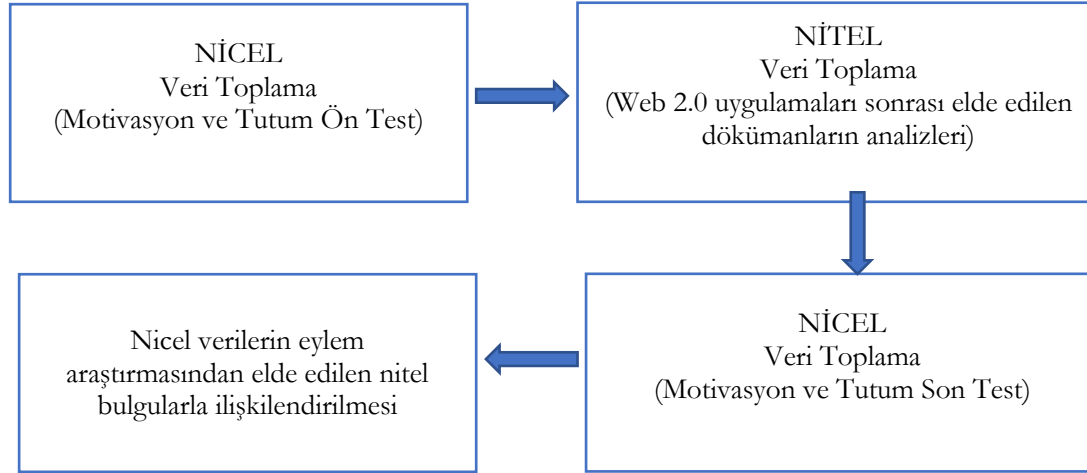 NİCEL
Veri Toplama
(Motivasyon ve Tutum Ön Test)
NİTEL
Veri Toplama
(Web 2.0 uygulamaları sonrası elde edilen
dökümanların analizleri)
NİCEL
Veri Toplama
(Motivasyon ve Tutum Son Test)
Nicel verilerin eylem
araştırmasından elde edilen nitel
bulgularla ilişkilendirilmesi